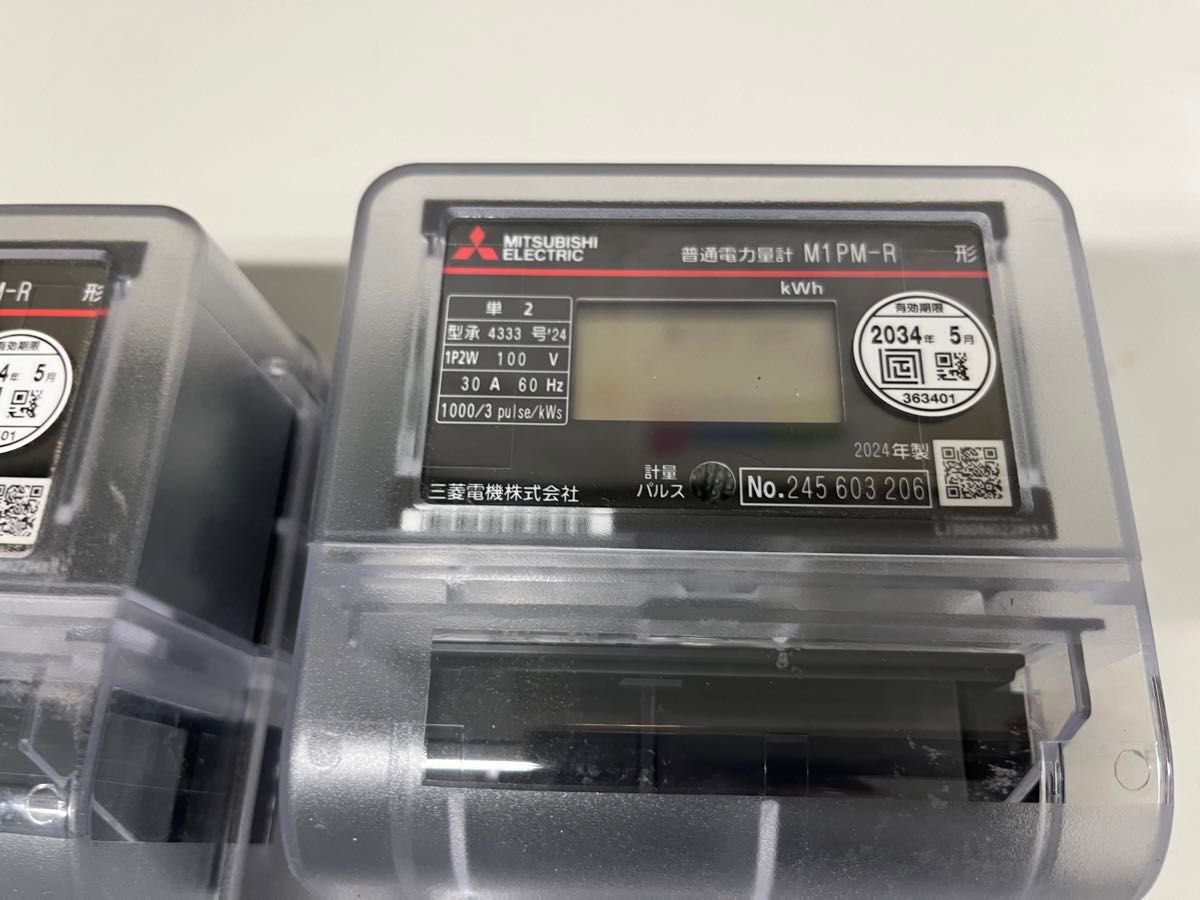 -R 形
有効期限
4年 5月
MITSUBISHI
ELECTRIC
普通電力量計 M1PM-R 形
kWh
単 2
型承 4333 号'24
1P2W 100 V
30 A 60 Hz
1000/3 pulse/kWs
有効期限
2034年 5月
363401
2024年製
三菱電機株式会社
計量
パルス
No.245 603 206